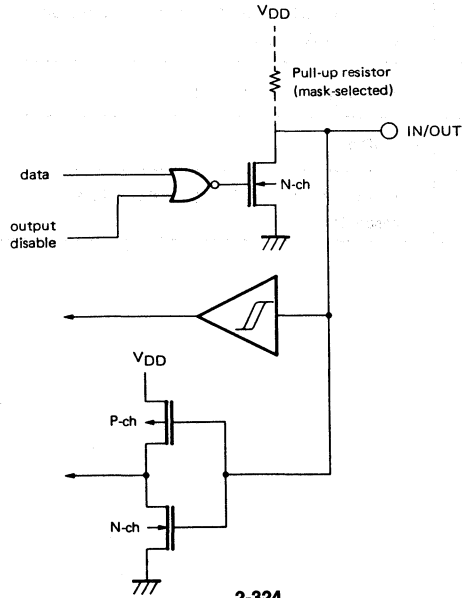 VDD
Pull-up resistor
(mask-selected)
IN/OUT
data
N-ch
output
disable
VDD
P-ch
N-ch
2-324